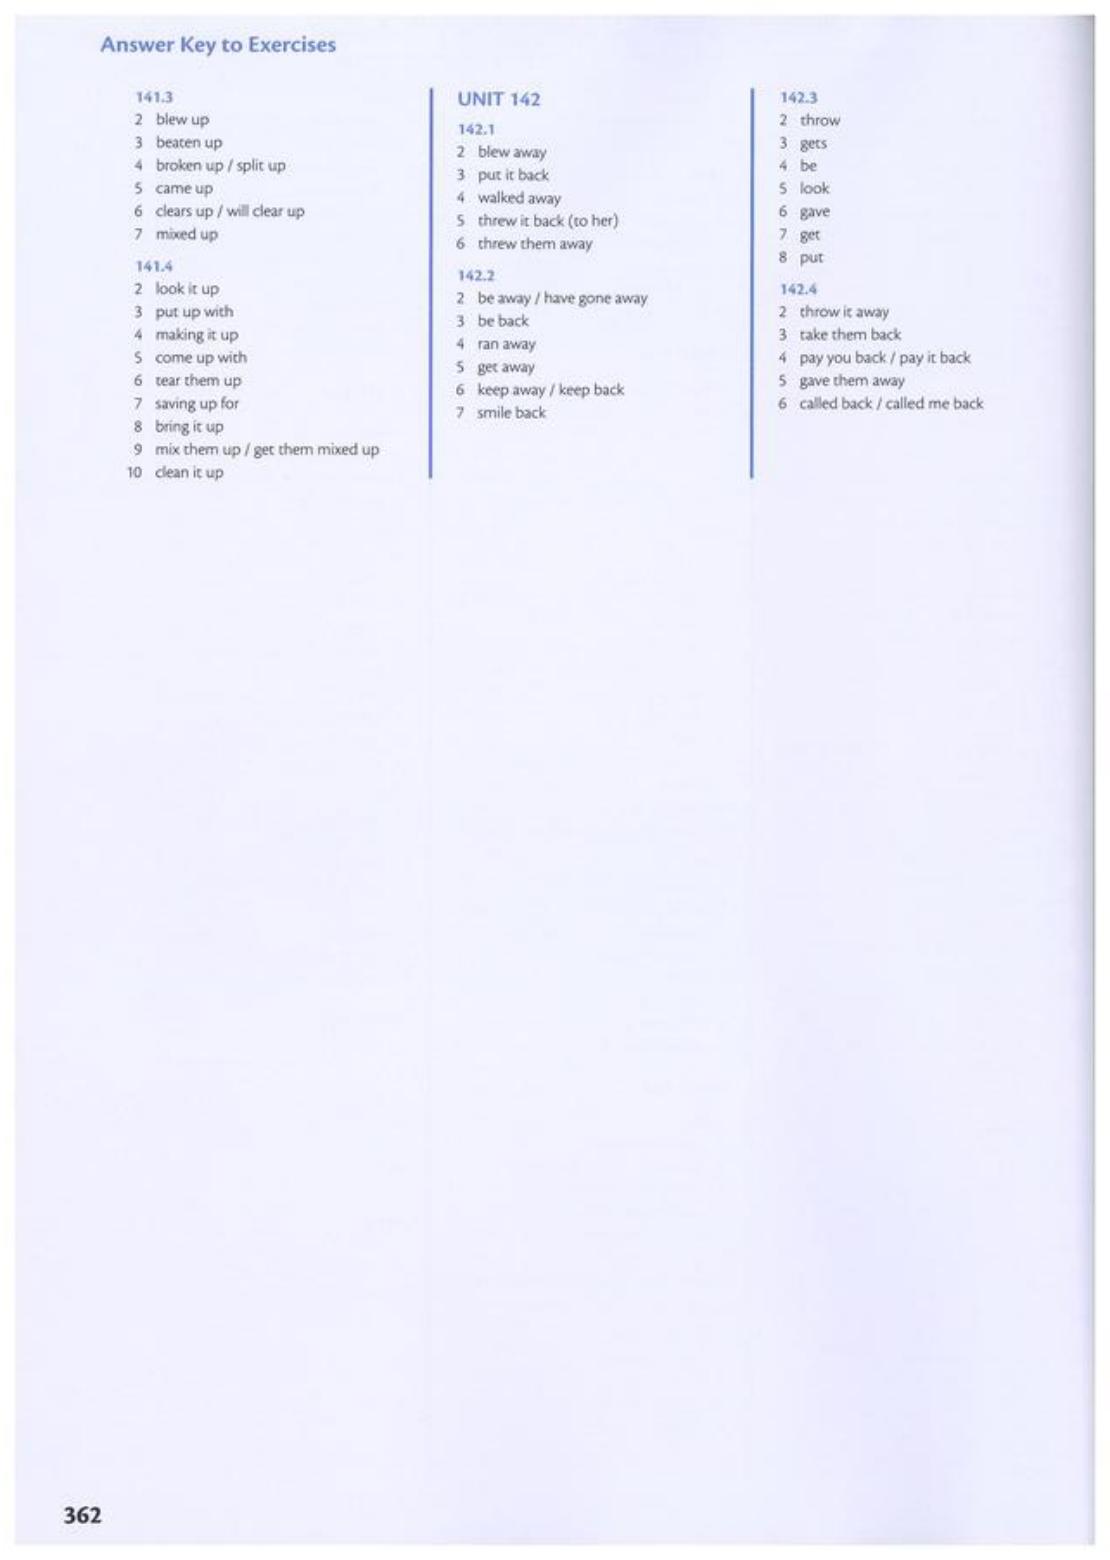 Answer Key to Exercises
141.3
2 blew up
3 beaten up
4 broken up / split up
5 came up
6 clears up / will clear up
7 mixed up
141.4
2 look it up
3 put up with
4 making it up
5 come up with
6 tear them up
7 saving up for
8 bring it up
9 mix them up / get them mixed up
10 clean it up
UNIT 142
142.1
2 blew away
3 put it back
4 walked away
5 threw it back (to her)
6 threw them away
142.2
2 be away / have gone away
3 be back
4 ran away
5 get away
6 keep away / keep back
7 smile back
142.3
2 throw
3 gets
4 be
5 look
6 gave
7 get
8 put
142.4
2 throw it away
3 take them back
4 pay you back / pay it back
5 gave them away
6 called back / called me back
362